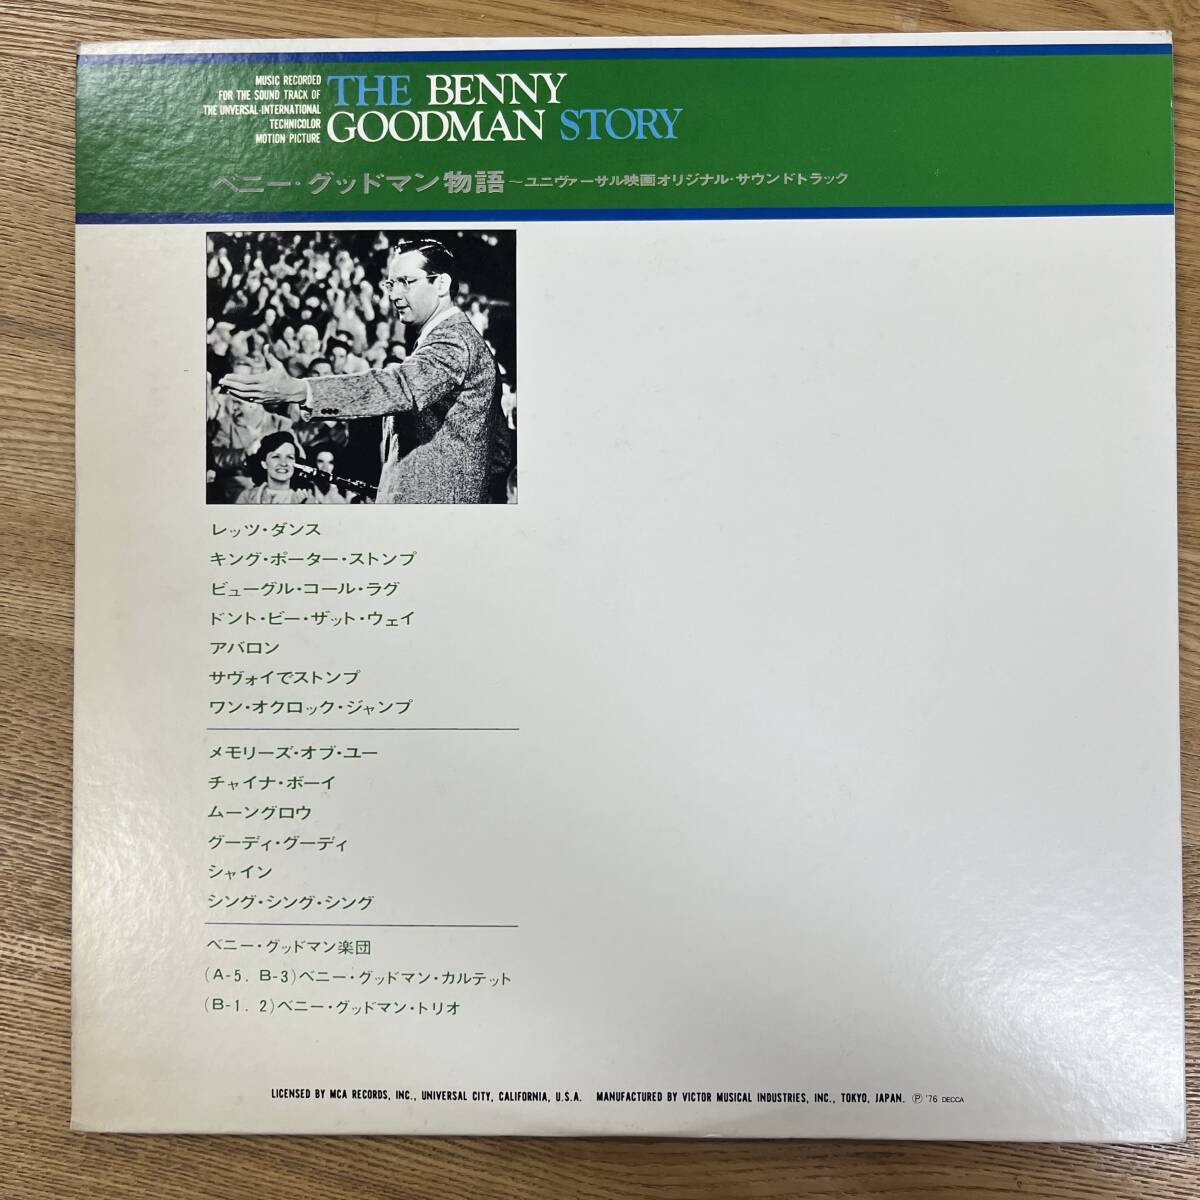 MUSIC RECORDED
FOR THE SOUND TRACK OF
THE UNVERSAL-INTERNATIONAL
TECHNICOLOR
MOTION PICTURE
THE BENNY
GOODMAN STORY
ベニー・グッドマン物語～ユニヴァーサル映画オリジナル・サウンドトラック
レッツ・ダンス
キング・ポーター・ストンプ
ビューグル・コール・ラグ
ドント・ビー・ザット・ウェイ
アバロン
サヴォイでストンプ
ワン・オクロック・ジャンプ
メモリーズ・オブ・ユー
チャイナ・ボーイ
ムーングロウ
グーディ・グーディ
シャイン
シング・シング・シング
ベニー・グッドマン楽団
(A-5. B-3)ベニー・グッドマン・カルテット
(B-1. 2)ベニー・グッドマン・トリオ
LICENSED BY MCA RECORDS, INC., UNIVERSAL CITY, CALIFORNIA, U.S.A. MANUFACTURED BY VICTOR MUSICAL INDUSTRIES, INC., TOKYO, JAPAN. ℗ '76 DECCA